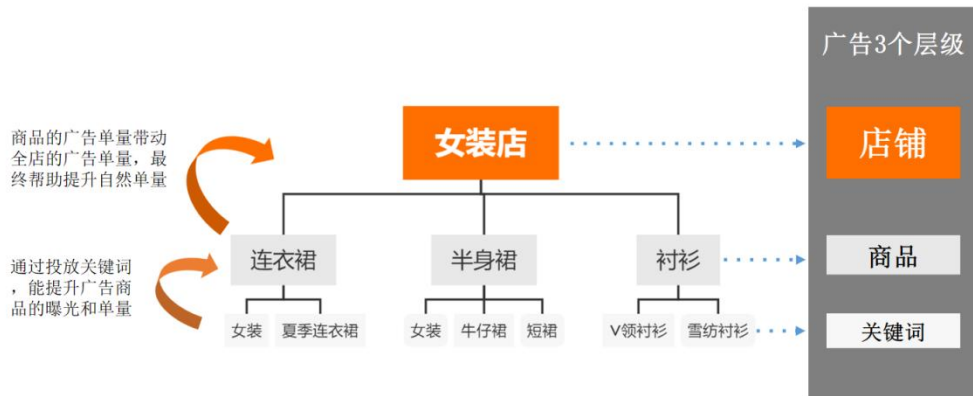 广告3个层级
商品的广告单量带动
全店的广告单量，最
终帮助提升自然单量
女装店
店铺
通过投放关键词
，能提升广告商
品的曝光和单量
连衣裙
半身裙
衬衫
商品
女装
夏季连衣裙
女装
牛仔裙
短裙
V领衬衫
雪纺衬衫
关键词